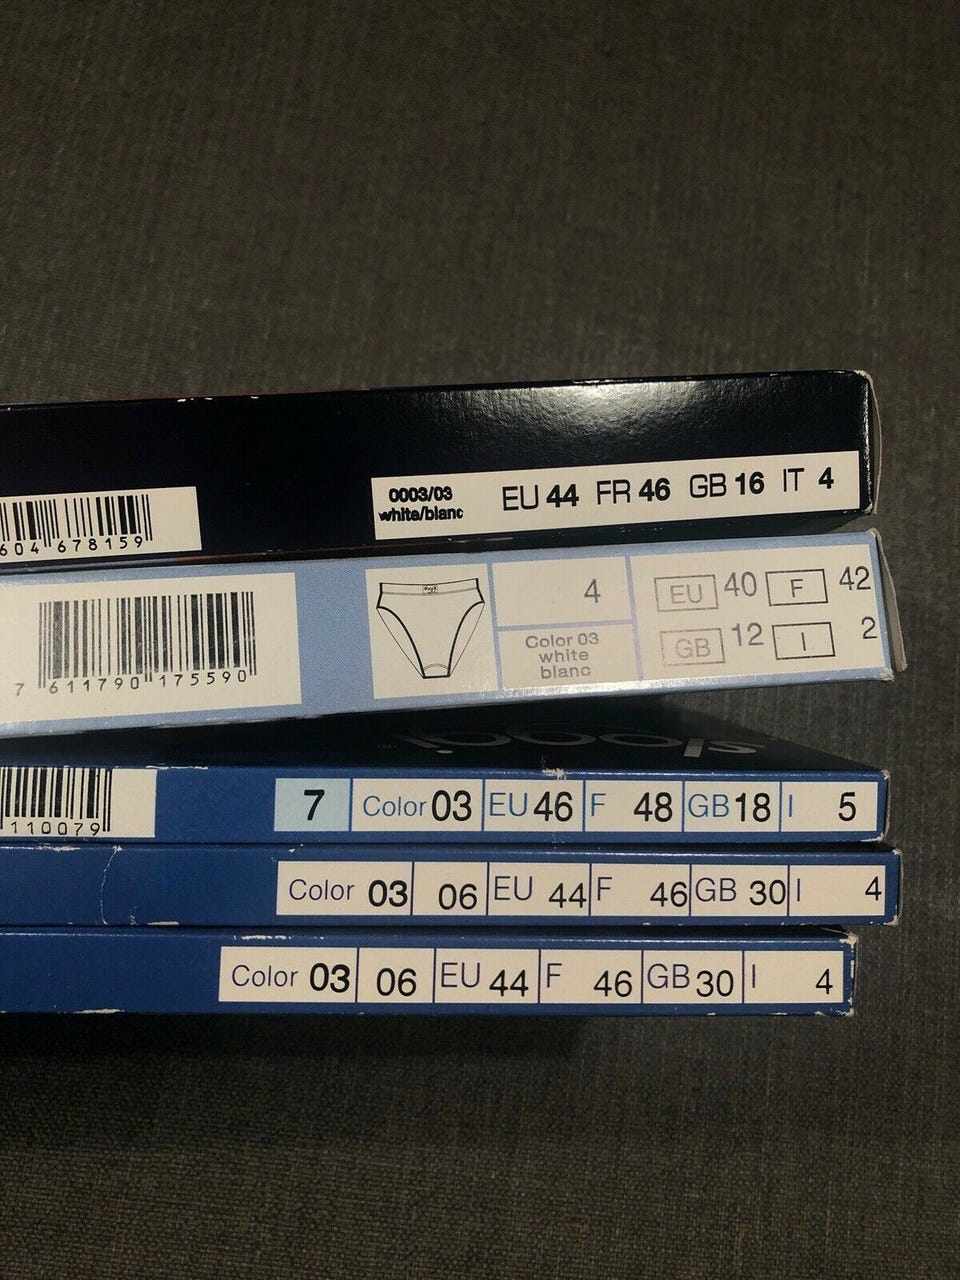 0003/03
white/blanc
EU 44 FR 46 GB 16 IT 4
604 678159
4
Color 03
white
blanc
EU 40 F 42
GB 12 I 2
7 611790 175590
sloggi
110079
7 Color 03 EU 46 F 48 GB 18 I 5
Color 03 06 EU 44 F 46 GB 30 I 4
Color 03 06 EU 44 F 46 GB 30 I 4